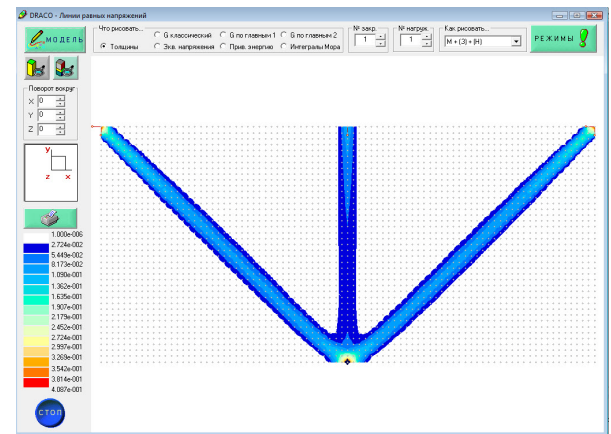 DRACO - Линии равных напряжений
МОДЕЛЬ
Что рисовать...
G классический
G по главным 1
G по главным 2
Толщины
Экв. напряжения
Прив. энергию
Интегралы Мора
№ закр.
1
№ нагруж.
1
Как рисовать...
M + (3) + (H)
РЕЖИМЫ
Поворот вокруг
X 0
Y 0
Z 0
y
z x
1.000e-006
2.724e-002
5.449e-002
8.173e-002
1.090e-001
1.362e-001
1.635e-001
1.907e-001
2.179e-001
2.452e-001
2.724e-001
2.997e-001
3.269e-001
3.542e-001
3.814e-001
4.087e-001
СТОП